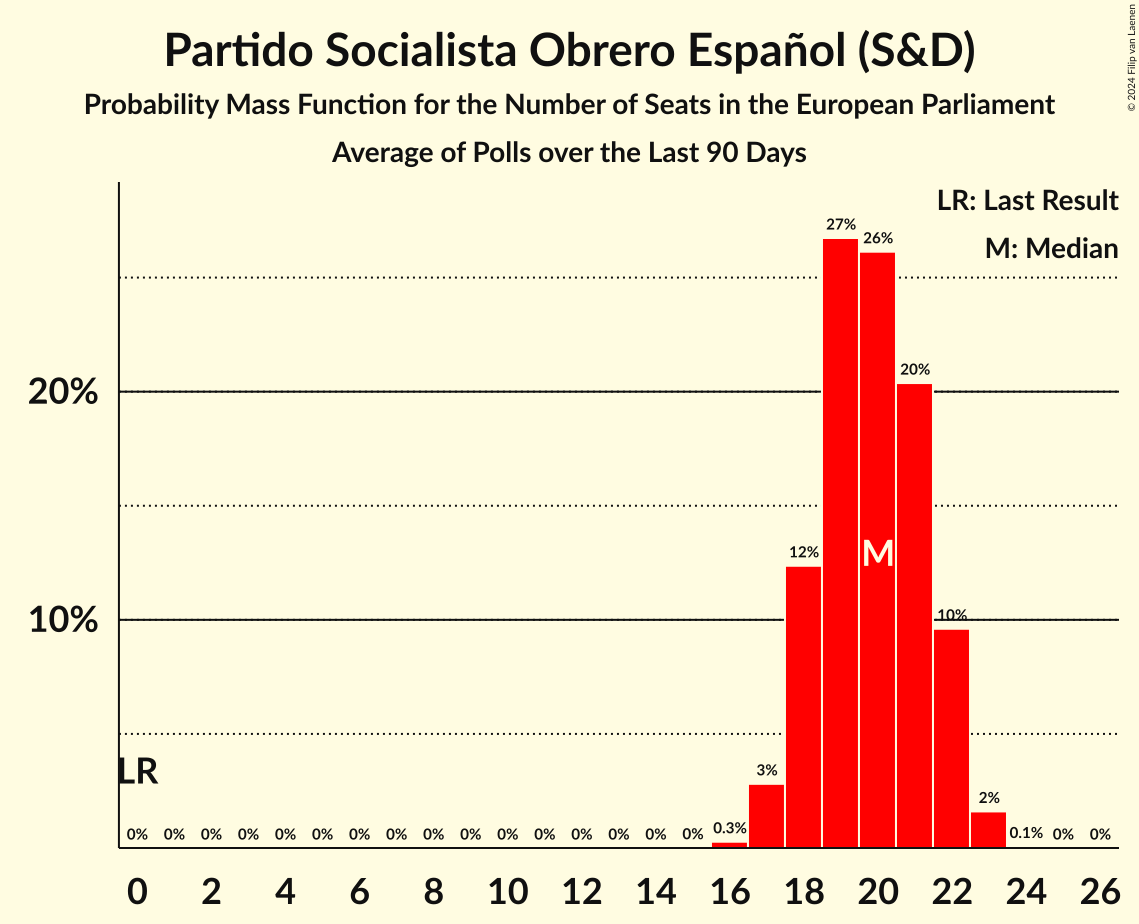 Partido Socialista Obrero Español (S&D)
Probability Mass Function for the Number of Seats in the European Parliament
Average of Polls over the Last 90 Days
© 2024 Filip van Laenen
LR: Last Result
M: Median
27%
26%
20%
20%
12%
M
10%
10%
LR
3%
2%
0% 0% 0% 0% 0% 0% 0% 0% 0% 0% 0% 0% 0% 0% 0% 0% 0.3% 0.1% 0% 0%
0 2 4 6 8 10 12 14 16 18 20 22 24 26